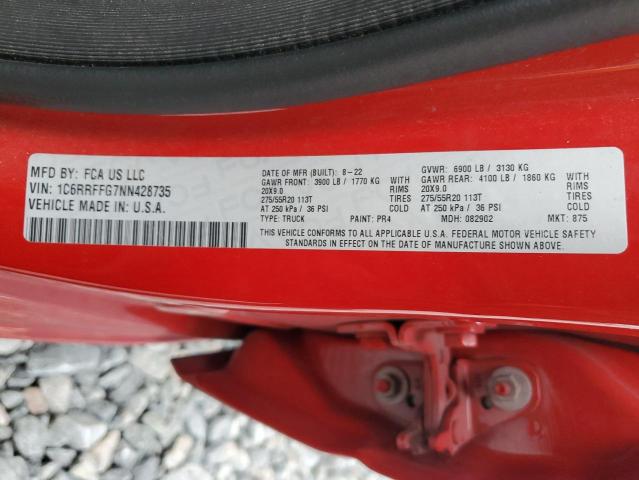 MFD BY: FCA US LLC
VIN: 1C6RRFFG7NN428735
VEHICLE MADE IN U.S.A.
DATE OF MFR (BUILT): 8-22 GVWR: 6900 LB / 3130 KG
GAWR FRONT: 3900 LB / 1770 KG WITH GAWR REAR: 4100 LB / 1860 KG WITH
20X9.0 RIMS 20X9.0 RIMS
275/55R20 113T TIRES 275/55R20 113T TIRES
AT 250 kPa / 36 PSI COLD AT 250 kPa / 36 PSI COLD
TYPE: TRUCK PAINT: PR4 MDH: 082902 MKT: 875
THIS VEHICLE CONFORMS TO ALL APPLICABLE U.S.A. FEDERAL MOTOR VEHICLE SAFETY
STANDARDS IN EFFECT ON THE DATE OF MANUFACTURE SHOWN ABOVE.